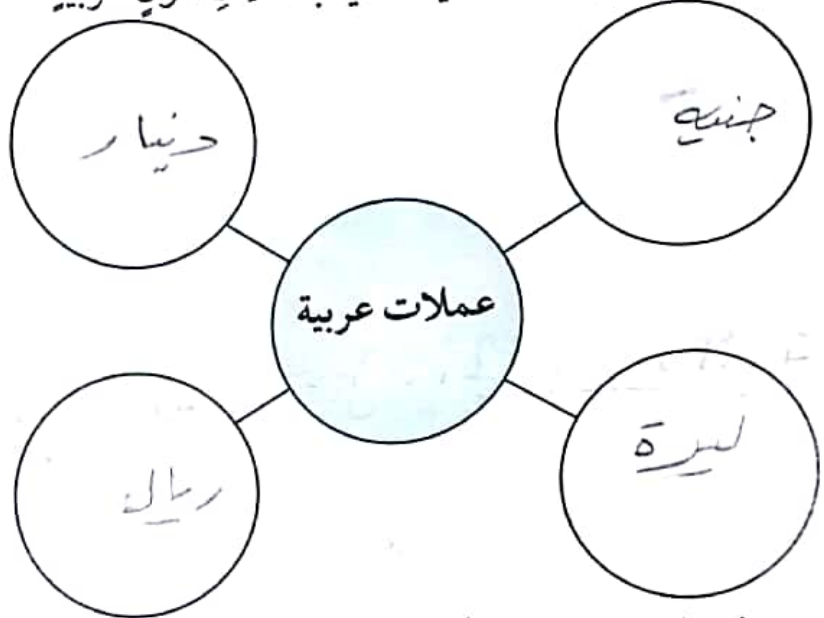 جنيه
دينار
عملات عربية
ليرة
ريال